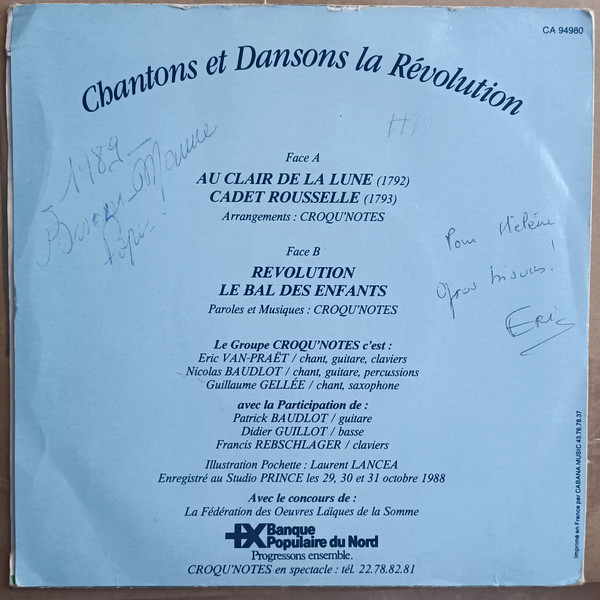 CA 94980
Chantons et Dansons la Révolution
Face A
AU CLAIR DE LA LUNE (1792)
CADET ROUSSELLE (1793)
Arrangements : CROQU'NOTES
Face B
REVOLUTION
LE BAL DES ENFANTS
Paroles et Musiques : CROQU'NOTES
1989
Pour Hélène
gros bisous !
Eric
Le Groupe CROQU'NOTES c'est :
Eric VAN-PRAËT / chant, guitare, claviers
Nicolas BAUDLOT / chant, guitare, percussions
Guillaume GELLÉE / chant, saxophone
avec la Participation de :
Patrick BAUDLOT / guitare
Didier GUILLOT / basse
Francis REBSCHLAGER / claviers
Illustration Pochette : Laurent LANCEA
Enregistré au Studio PRINCE les 29, 30 et 31 octobre 1988
Avec le concours de :
La Fédération des Oeuvres Laïques de la Somme
Banque
Populaire du Nord
Progressons ensemble.
CROQU'NOTES en spectacle : tél. 22.78.82.81
Imprimé en France par CABANA MUSIC 43.76.78.37